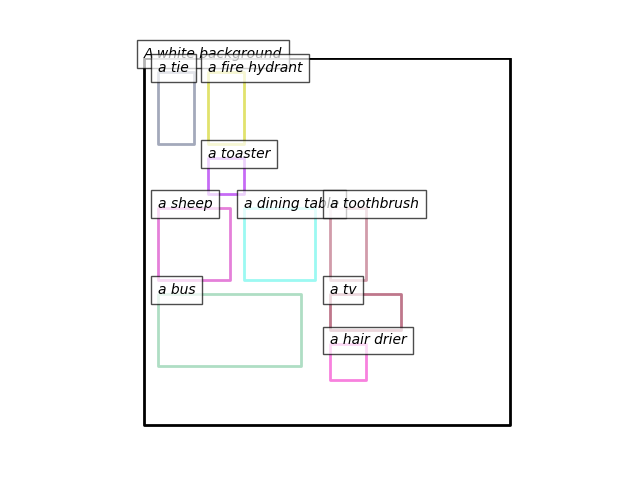 A white background
a tie
a fire hydrant
a toaster
a sheep
a dining table
a toothbrush
a bus
a tv
a hair drier